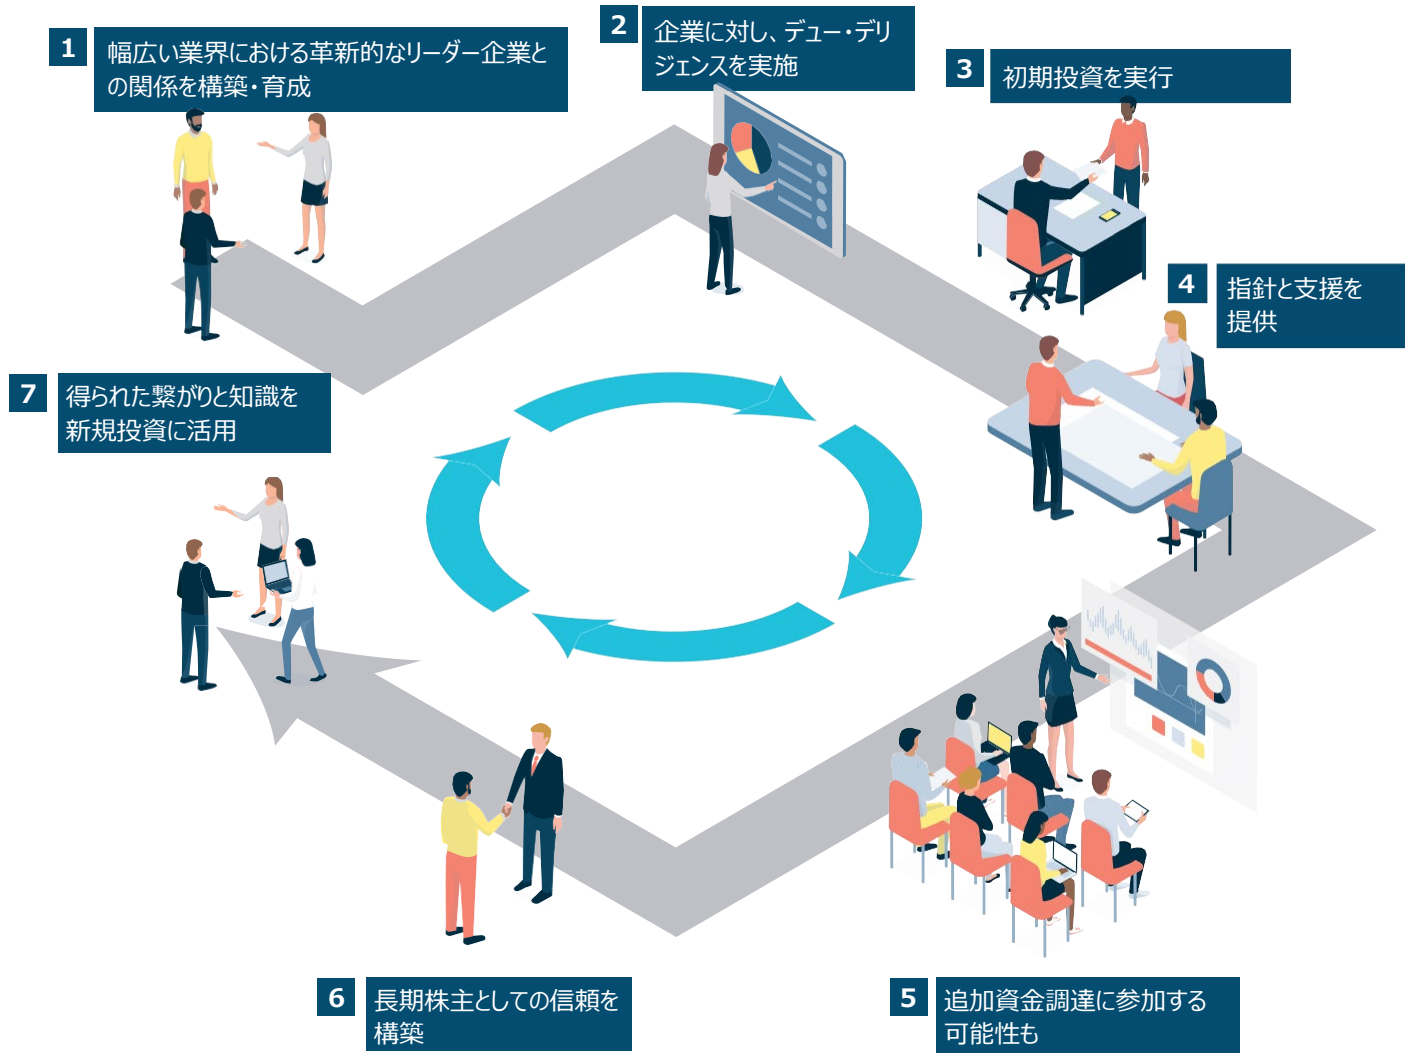 1
幅広い業界における革新的なリーダー企業と
の関係を構築・育成
2
企業に対し、デュー・デリ
ジェンスを実施
3
初期投資を実行
4
指針と支援を
提供
5
追加資金調達に参加する
可能性も
6
長期株主としての信頼を
構築
7
得られた繋がりと知識を
新規投資に活用